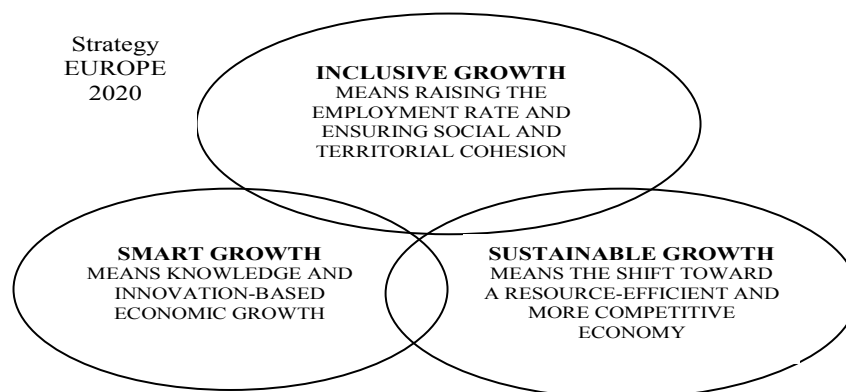 Strategy
EUROPE
2020
INCLUSIVE GROWTH
MEANS RAISING THE
EMPLOYMENT RATE AND
ENSURING SOCIAL AND
TERRITORIAL COHESION
SMART GROWTH
MEANS KNOWLEDGE AND
INNOVATION-BASED
ECONOMIC GROWTH
SUSTAINABLE GROWTH
MEANS THE SHIFT TOWARD
A RESOURCE-EFFICIENT AND
MORE COMPETITIVE
ECONOMY